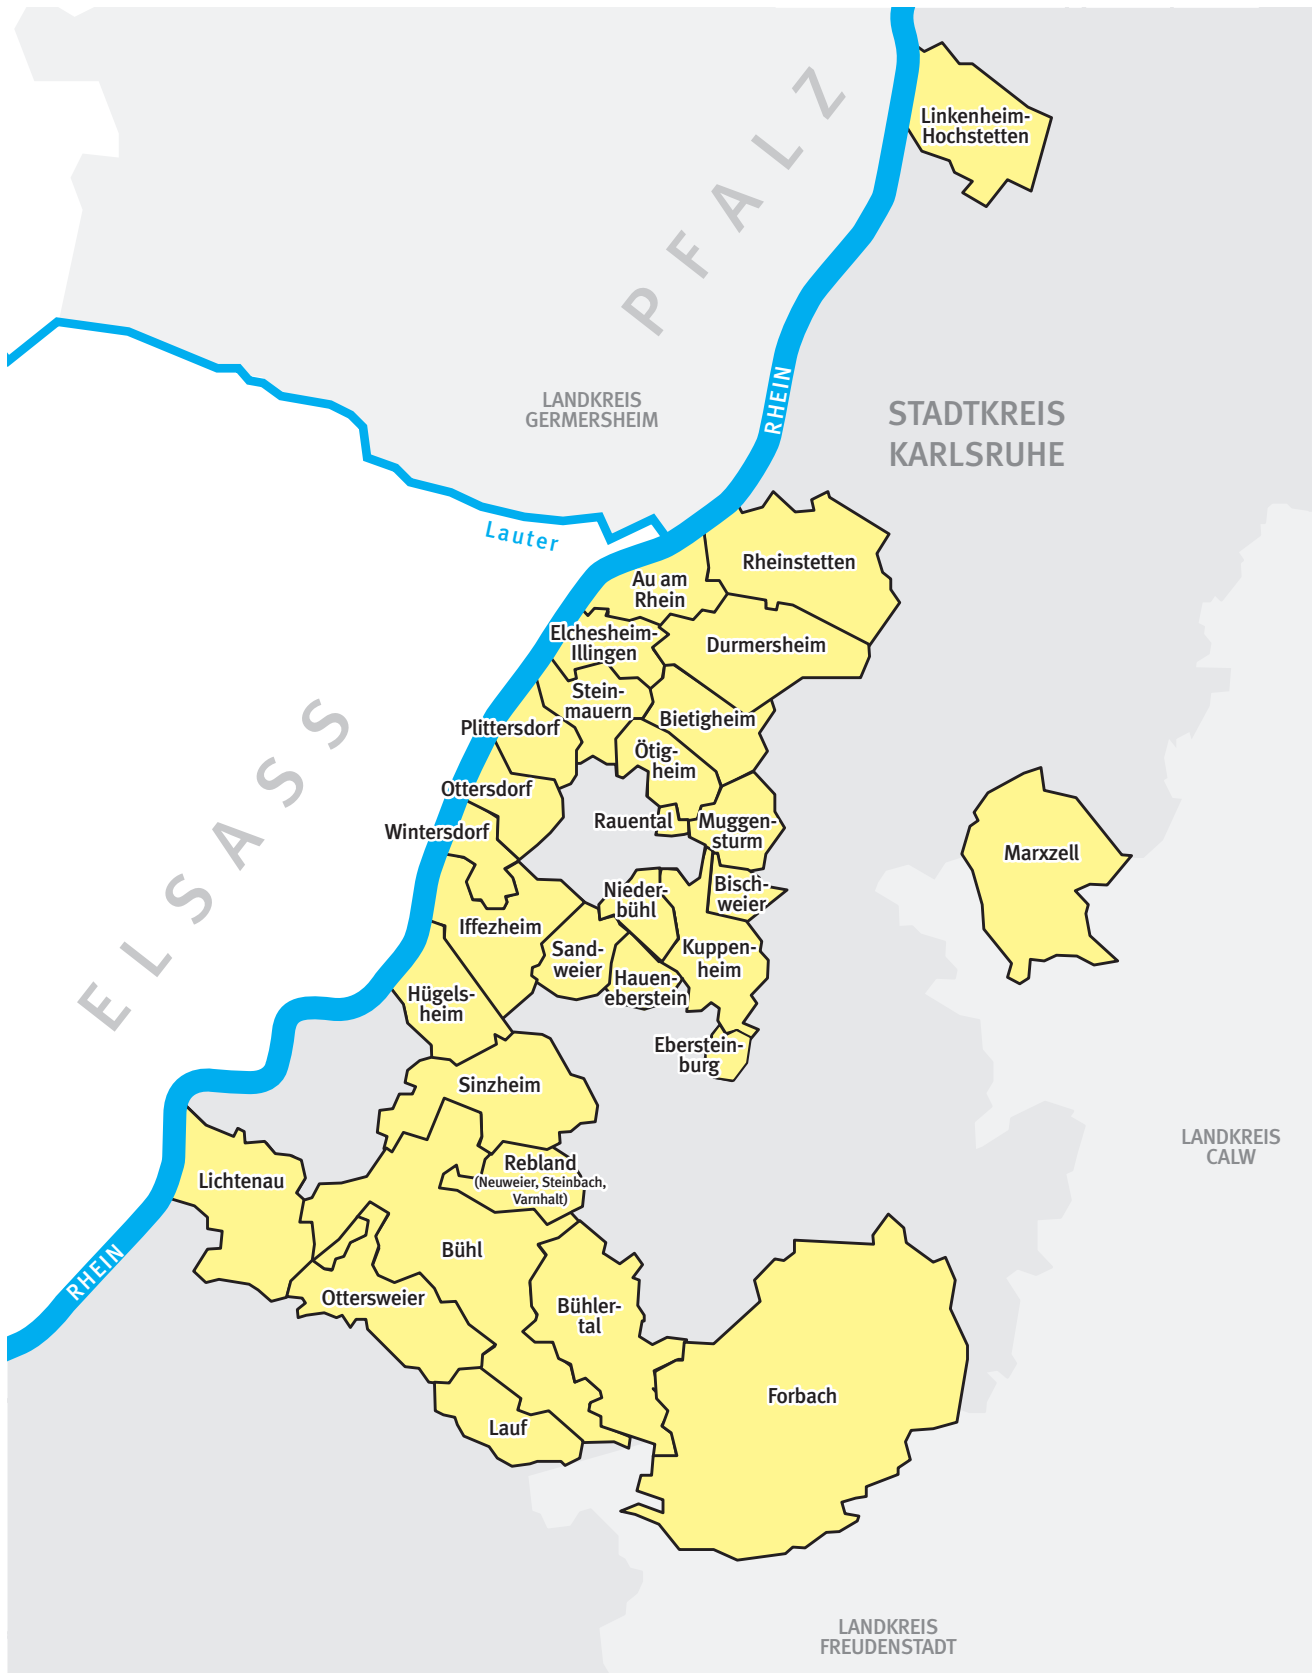 Linkenheim-
Hochstetten
PFALZ
RHEIN
LANDKREIS
GERMERSHEIM
STADTKREIS
KARLSRUHE
Lauter
Rheinstetten
Au am
Rhein
Elchesheim-
Illingen
Durmersheim
Stein-
mauern
Bietigheim
Plittersdorf
Ötig-
heim
Ottersdorf
Rauental
Muggen-
sturm
Wintersdorf
Marxzell
ELSASS
Nieder-
bühl
Bisch-
weier
Iffezheim
Sand-
weier
Kuppen-
heim
Hauen-
eberstein
Hügels-
heim
Eberstein-
burg
Sinzheim
LANDKREIS
CALW
Rebland
(Neuweier, Steinbach,
Varnhalt)
Lichtenau
RHEIN
Bühl
Ottersweier
Bühler-
tal
Forbach
Lauf
LANDKREIS
FREUDENSTADT